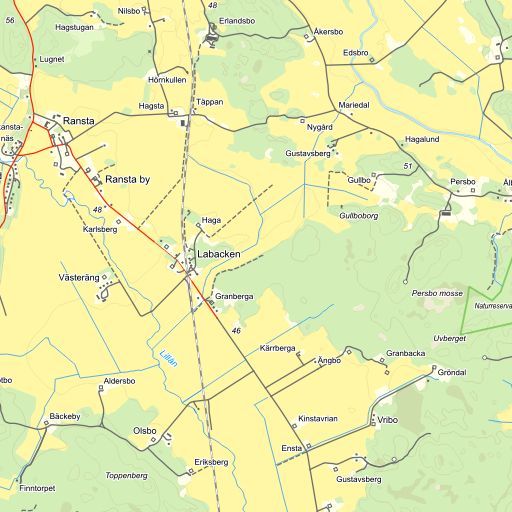 56
Nilsbo
48
Erlandsbo
Hagstugan
Åkersbo
Lugnet
Edsbro
Hörnkullen
Hagsta
Täppan
Mariedal
Ransta
Nygård
Hagalund
näs
Gustavsberg
51
Ransta by
Gullbo
Persbo
48
Gullboborg
Haga
Karlsberg
Labacken
Västeräng
Persbo mosse
Granberga
Naturreserva
46
Uvberget
Lillån
Kärrberga
Ängbo
Granbacka
Gröndal
Aldersbo
Bäckeby
Kinstavrian
Vribo
Olsbo
Ensta
Eriksberg
Toppenberg
Gustavsberg
Finntorpet